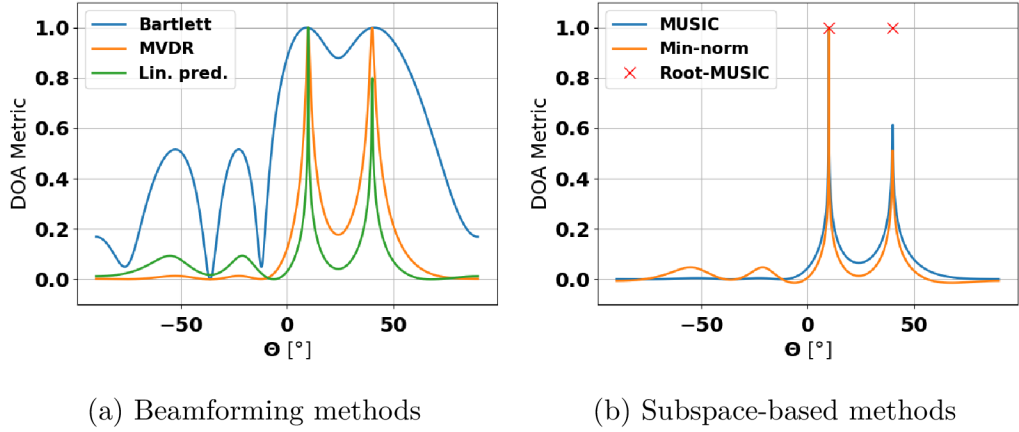 Bartlett
MVDR
Lin. pred.
DOA Metric
1.0
0.8
0.6
0.4
0.2
0.0
−50
0
50
Θ [°]
(a) Beamforming methods
MUSIC
Min-norm
Root-MUSIC
DOA Metric
1.0
0.8
0.6
0.4
0.2
0.0
−50
0
50
Θ [°]
(b) Subspace-based methods